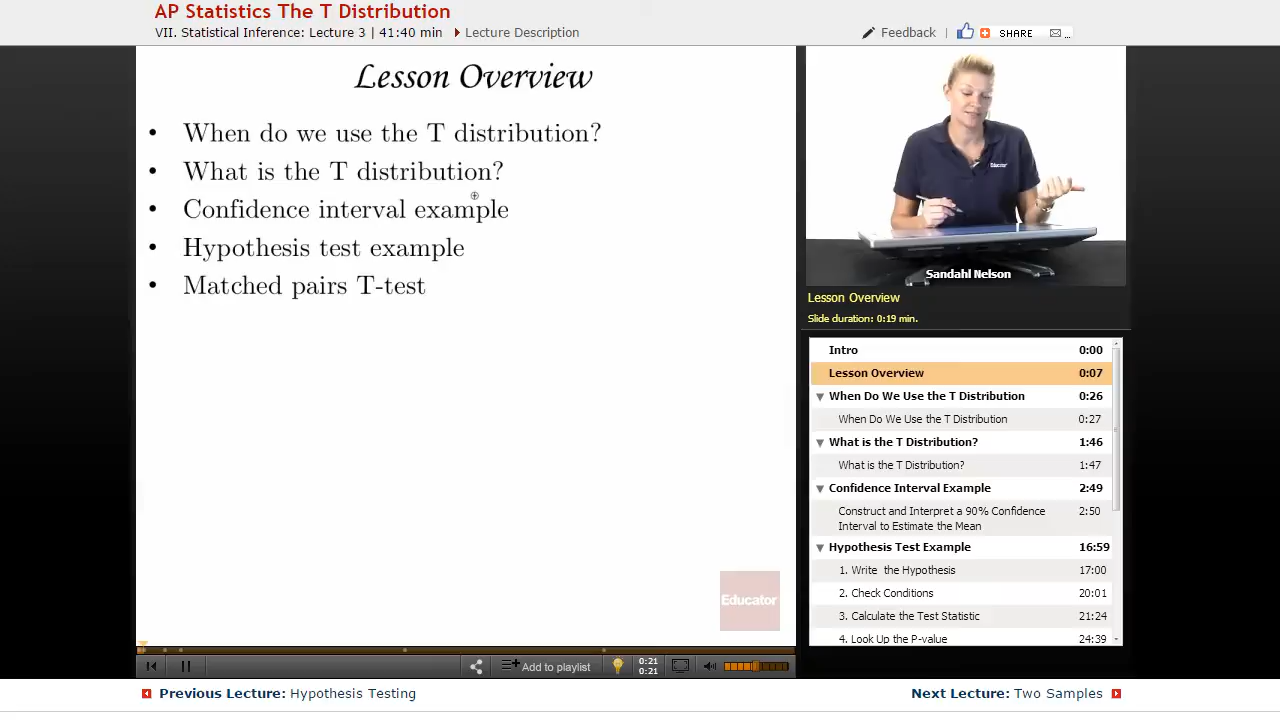 AP Statistics The T Distribution
VII. Statistical Inference: Lecture 3 | 41:40 min
Lecture Description
Feedback | SHARE ...
Lesson Overview
• When do we use the T distribution?
• What is the T distribution?
• Confidence interval example
• Hypothesis test example
• Matched pairs T-test
Educator
Educator
Sandahl Nelson
Lesson Overview
Slide duration: 0:19 min.
Intro 0:00
Lesson Overview 0:07
When Do We Use the T Distribution 0:26
When Do We Use the T Distribution 0:27
What is the T Distribution? 1:46
What is the T Distribution? 1:47
Confidence Interval Example 2:49
Construct and Interpret a 90% Confidence 2:50
Interval to Estimate the Mean
Hypothesis Test Example 16:59
1. Write the Hypothesis 17:00
2. Check Conditions 20:01
3. Calculate the Test Statistic 21:24
4. Look Up the P-value 24:39
Add to playlist
0:21
0:21
Previous Lecture: Hypothesis Testing
Next Lecture: Two Samples